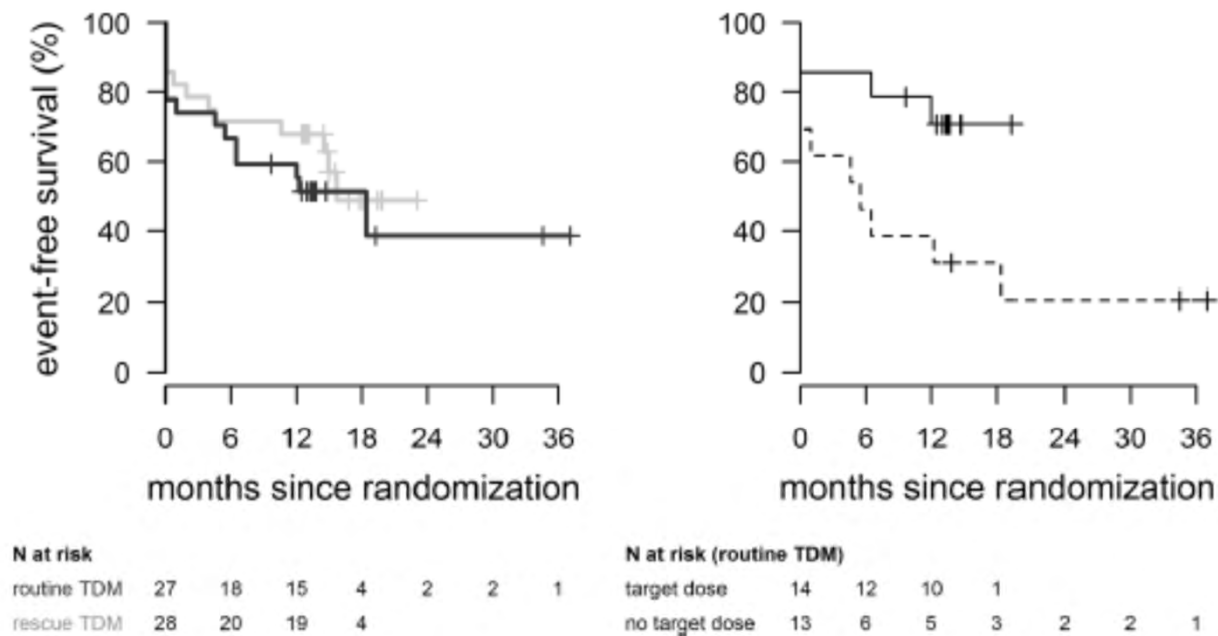 event-free survival (%)
100
80
60
40
20
0
0 6 12 18 24 30 36
months since randomization
N at risk
routine TDM 27 18 15 4 2 2 1
rescue TDM 28 20 19 4
100
80
60
40
20
0
0 6 12 18 24 30 36
months since randomization
N at risk (routine TDM)
target dose 14 12 10 1
no target dose 13 6 5 3 2 2 1